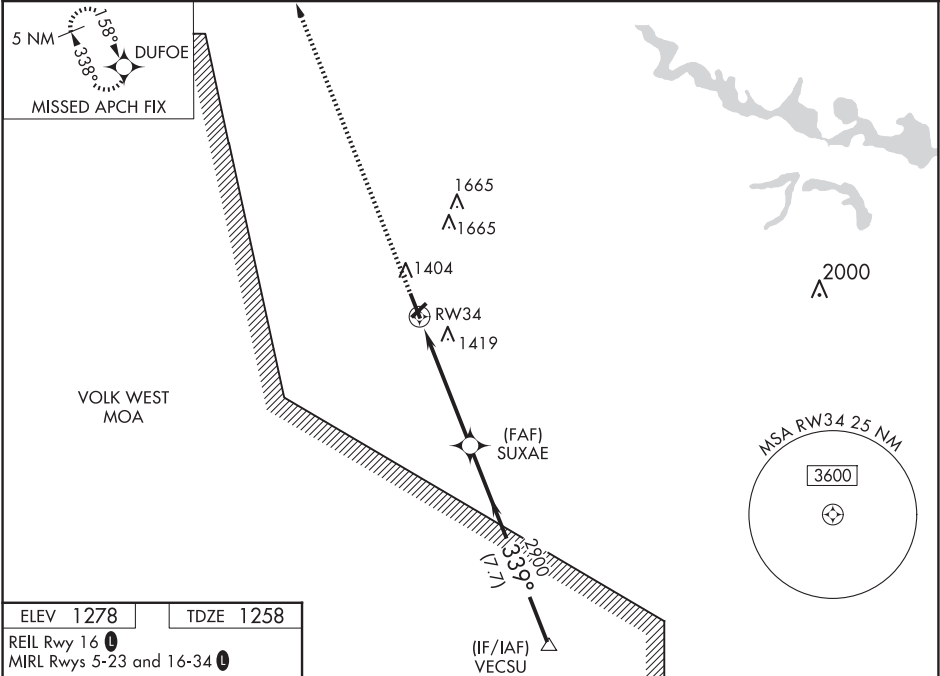 5 NM
158°
338°
DUFOE
MISSED APCH FIX
1665
1665
1404
RW34
1419
2000
VOLK WEST
MOA
(FAF)
SUXAE
MSA RW34 25 NM
3600
2900
339°
(7.7)
(IF/IAF)
VECSU
ELEV 1278
TDZE 1258
REIL Rwy 16 L
MIRL Rwys 5-23 and 16-34 L